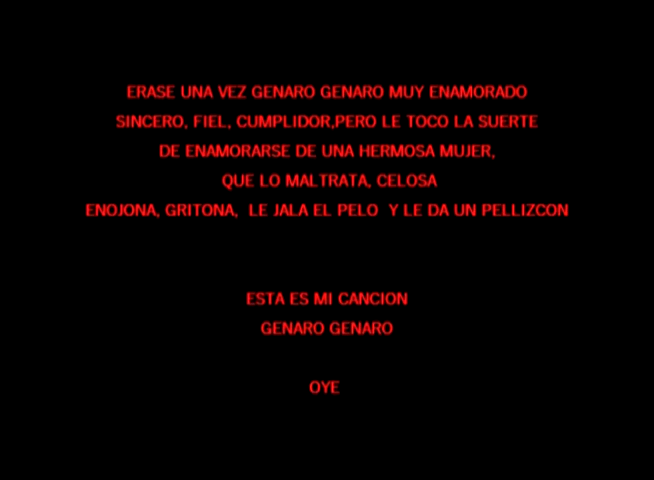 ERASE UNA VEZ GENARO GENARO MUY ENAMORADO
SINCERO, FIEL, CUMPLIDOR,PERO LE TOCO LA SUERTE
DE ENAMORARSE DE UNA HERMOSA MUJER,
QUE LO MALTRATA, CELOSA
ENOJONA, GRITONA,  LE JALA EL PELO  Y LE DA UN PELLIZCON
ESTA ES MI CANCION
GENARO GENARO
OYE